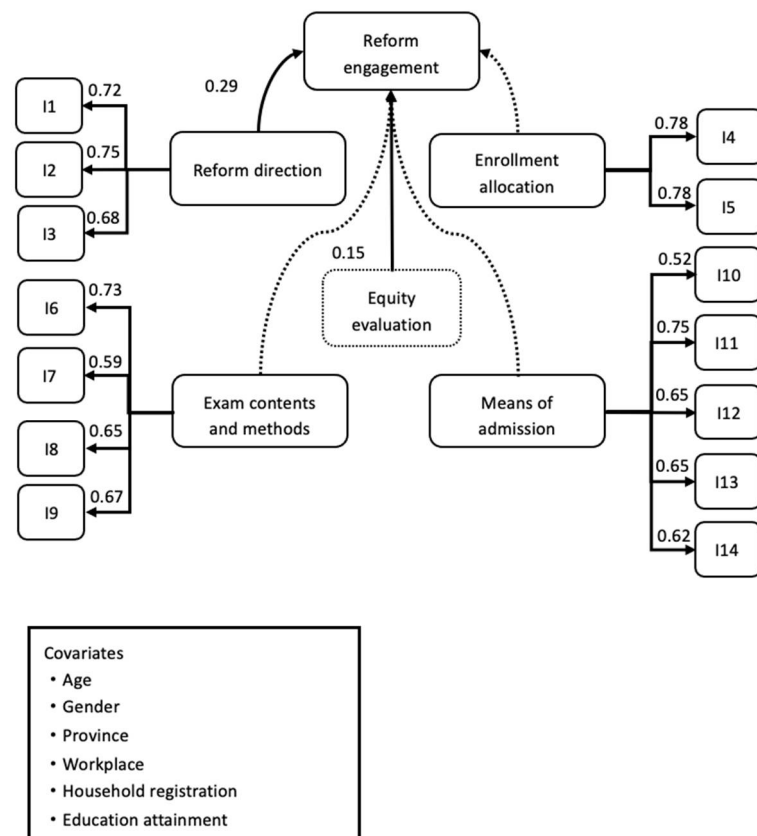 Reform
engagement
0.29
0.72
I1
0.75
I2
0.68
I3
Reform direction
Enrollment
allocation
0.78
I4
0.78
I5
0.15
Equity
evaluation
0.73
I6
0.59
I7
0.65
I8
0.67
I9
Exam contents
and methods
Means of
admission
0.52
I10
0.75
I11
0.65
I12
0.65
I13
0.62
I14
Covariates
• Age
• Gender
• Province
• Workplace
• Household registration
• Education attainment